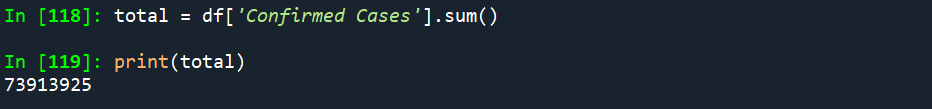 In [118]: total = df['Confirmed Cases'].sum()
In [119]: print(total)
73913925